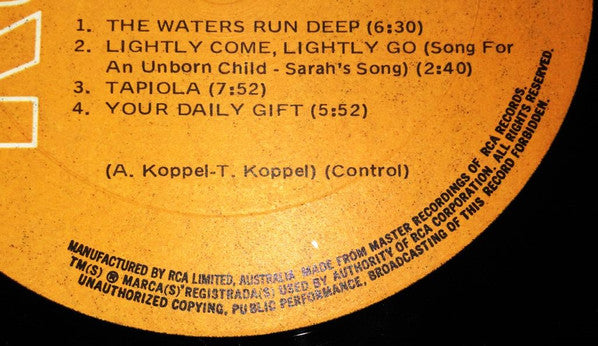 1. THE WATERS RUN DEEP (6:30)
2. LIGHTLY COME, LIGHTLY GO (Song For
An Unborn Child - Sarah's Song) (2:40)
3. TAPIOLA (7:52)
4. YOUR DAILY GIFT (5:52)
(A. Koppel-T. Koppel) (Control)
MANUFACTURED BY RCA LIMITED, AUSTRALIA MADE FROM MASTER RECORDINGS OF RCA RECORDS.
TM(S) ® MARCA(S) REGISTRADA(S) USED BY AUTHORITY OF RCA CORPORATION. ALL RIGHTS RESERVED.
UNAUTHORIZED COPYING, PUBLIC PERFORMANCE, BROADCASTING OF THIS RECORD FORBIDDEN.